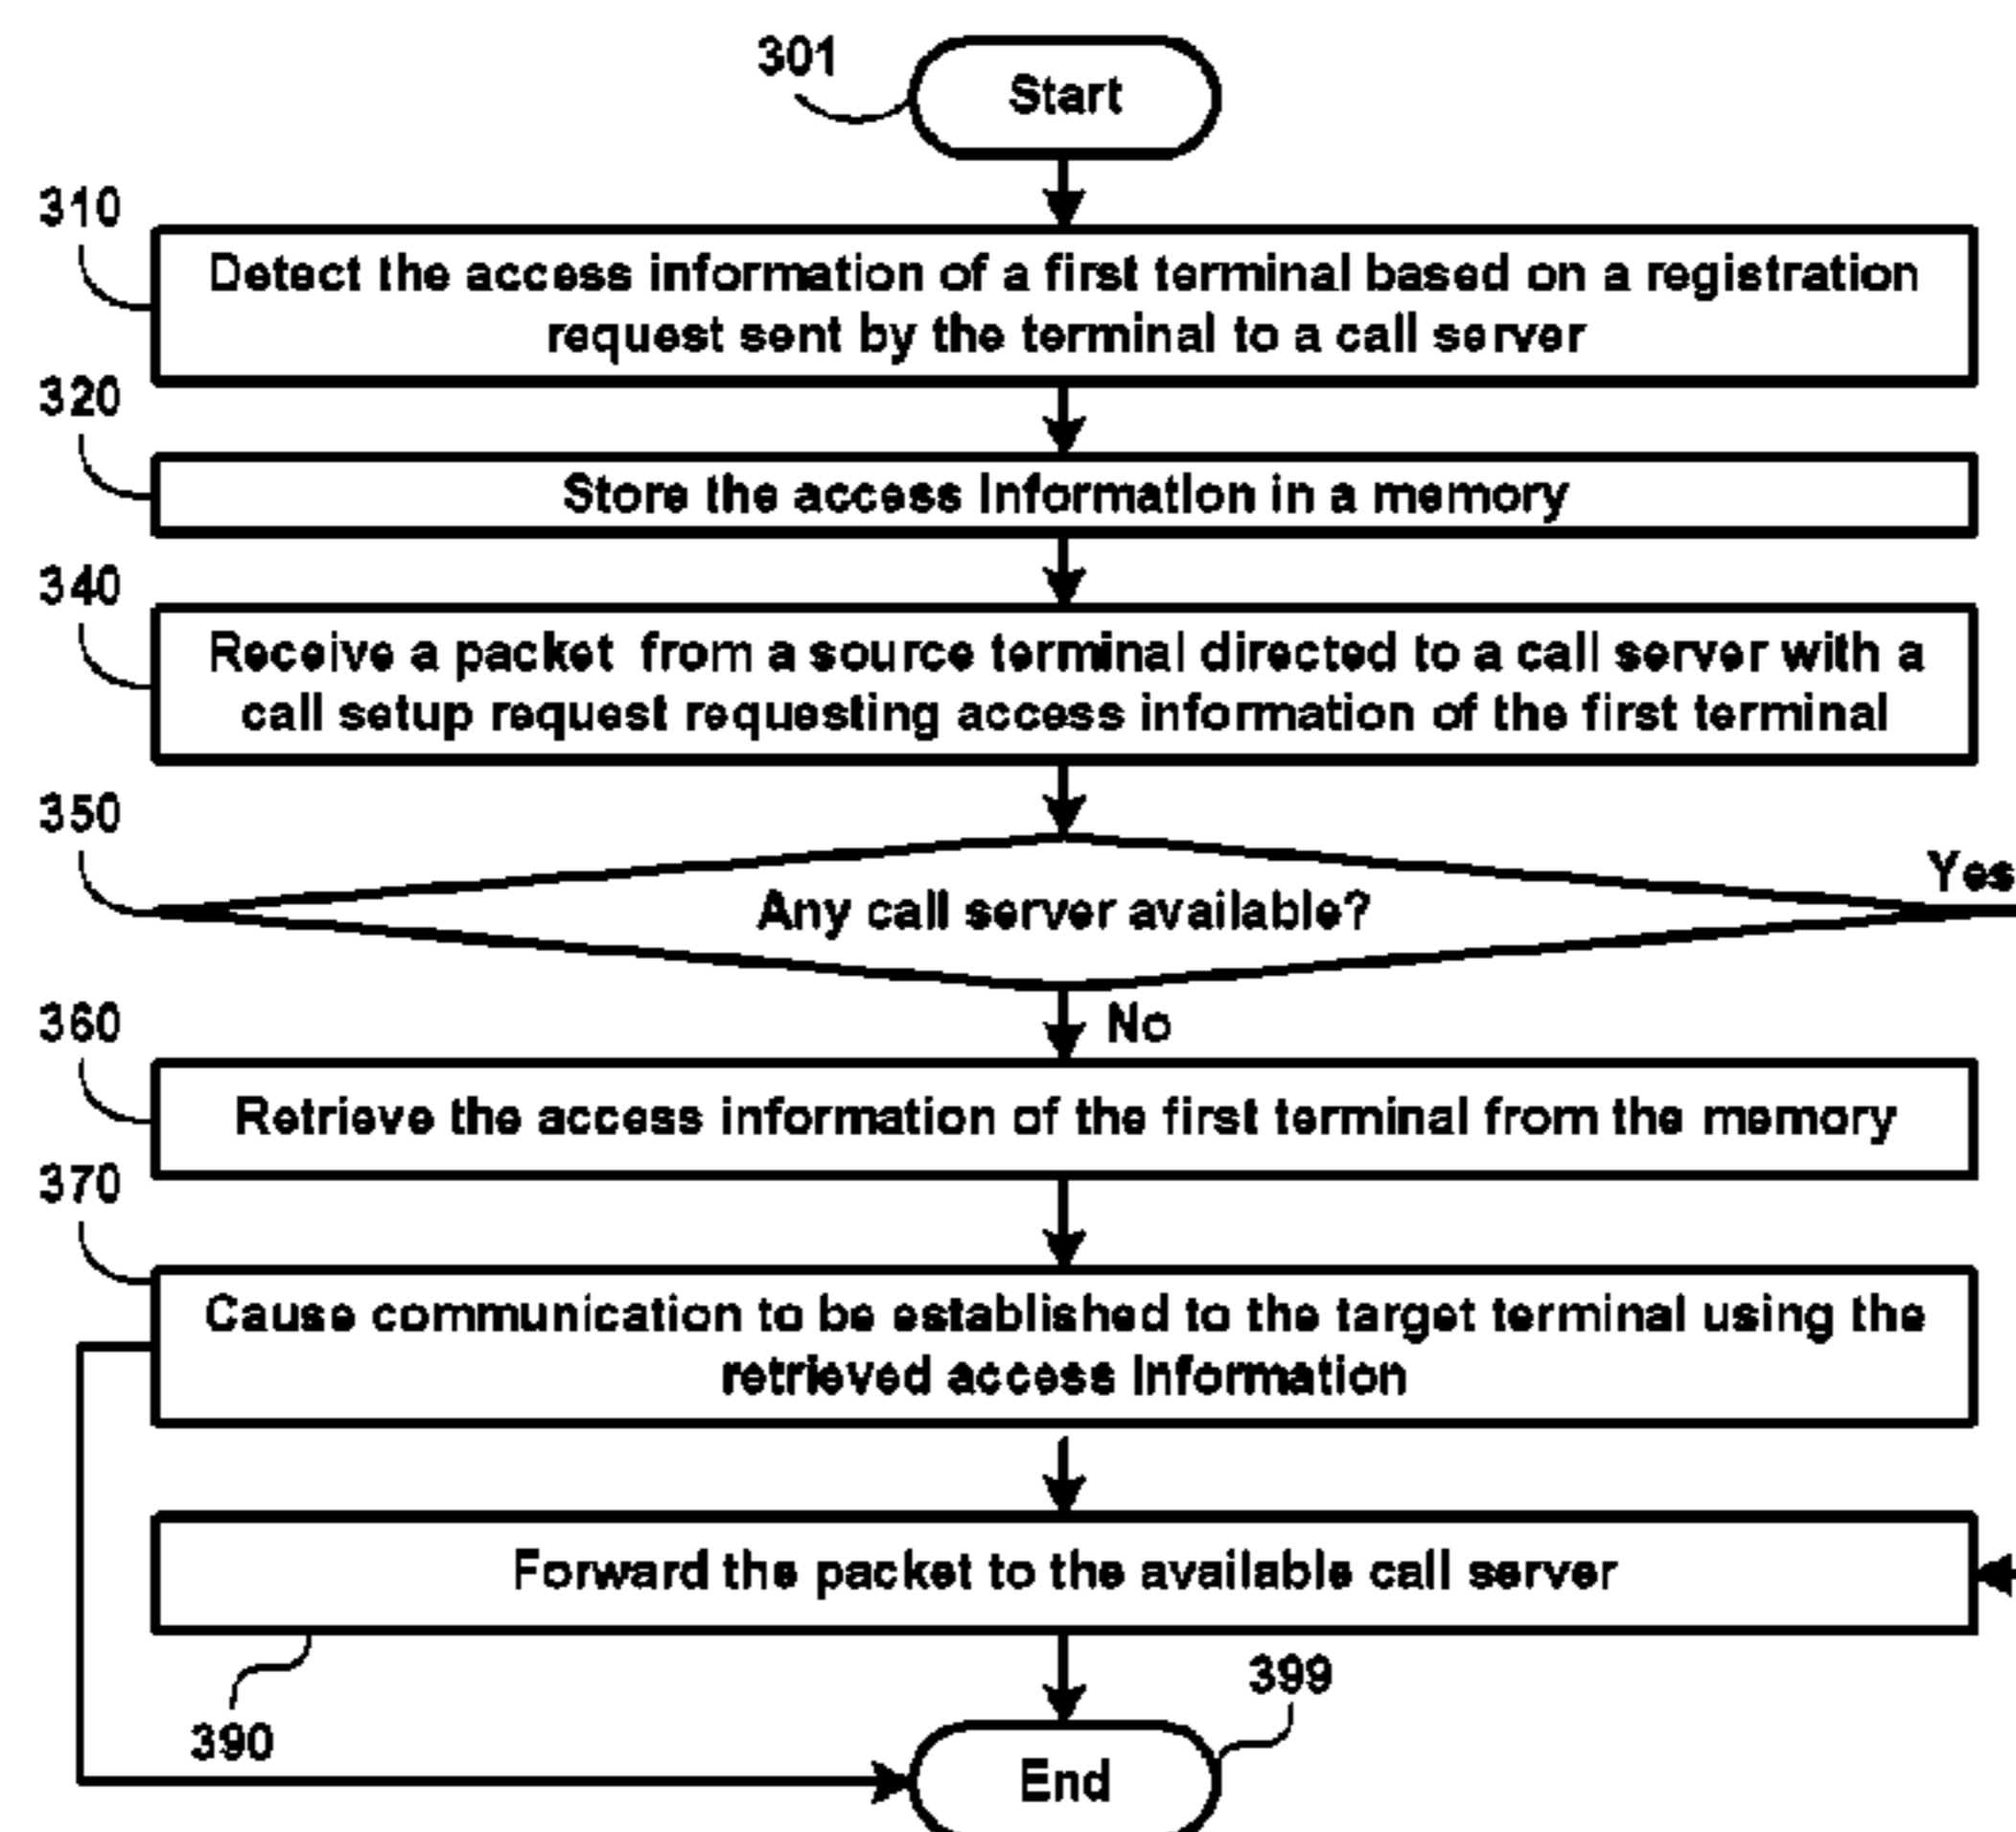 301
Start
310
Detect the access information of a first terminal based on a registration
request sent by the terminal to a call server
320
Store the access information in a memory
340
Receive a packet from a source terminal directed to a call server with a
call setup request requesting access information of the first terminal
350
Any call server available?
Yes
No
360
Retrieve the access information of the first terminal from the memory
370
Cause communication to be established to the target terminal using the
retrieved access information
Forward the packet to the available call server
390
399
End